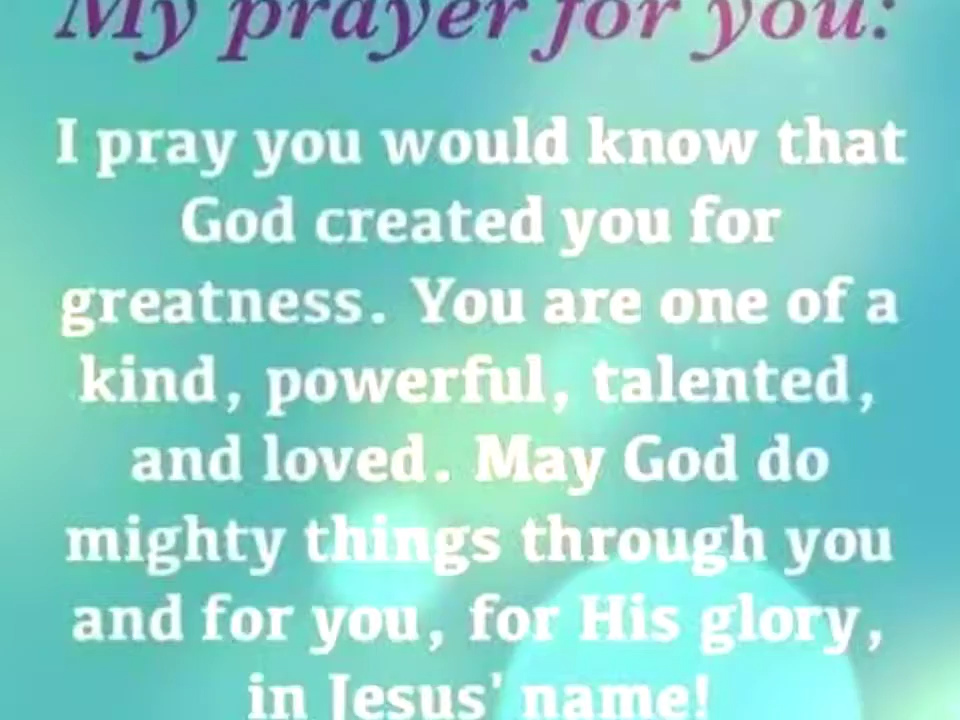 My prayer for you:
I pray you would know that
God created you for
greatness. You are one of a
kind, powerful, talented,
and loved. May God do
mighty things through you
and for you, for His glory,
in Jesus' name!